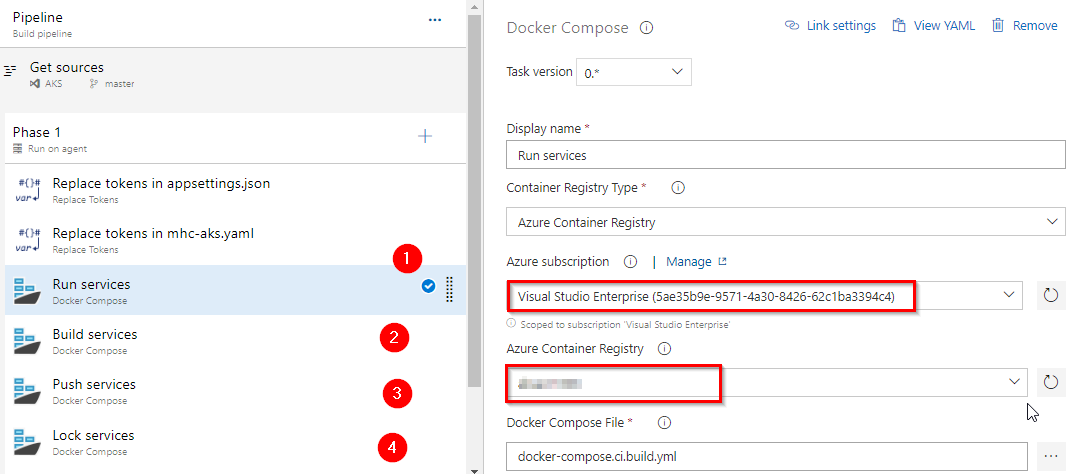 Pipeline
...
Build pipeline
Get sources
AKS master
Phase 1
Run on agent
#{}#
var
Replace tokens in appsettings.json
Replace Tokens
#{}#
var
Replace tokens in mhc-aks.yaml
Replace Tokens
1
Run services
Docker Compose
Build services
Docker Compose
2
Push services
Docker Compose
3
Lock services
Docker Compose
4
Docker Compose
Link settings
View YAML
Remove
Task version 0.*
Display name *
Run services
Container Registry Type *
Azure Container Registry
Azure subscription | Manage
Visual Studio Enterprise (5ae35b9e-9571-4a30-8426-62c1ba3394c4)
Scoped to subscription 'Visual Studio Enterprise'
Azure Container Registry
Docker Compose File *
docker-compose.ci.build.yml
...